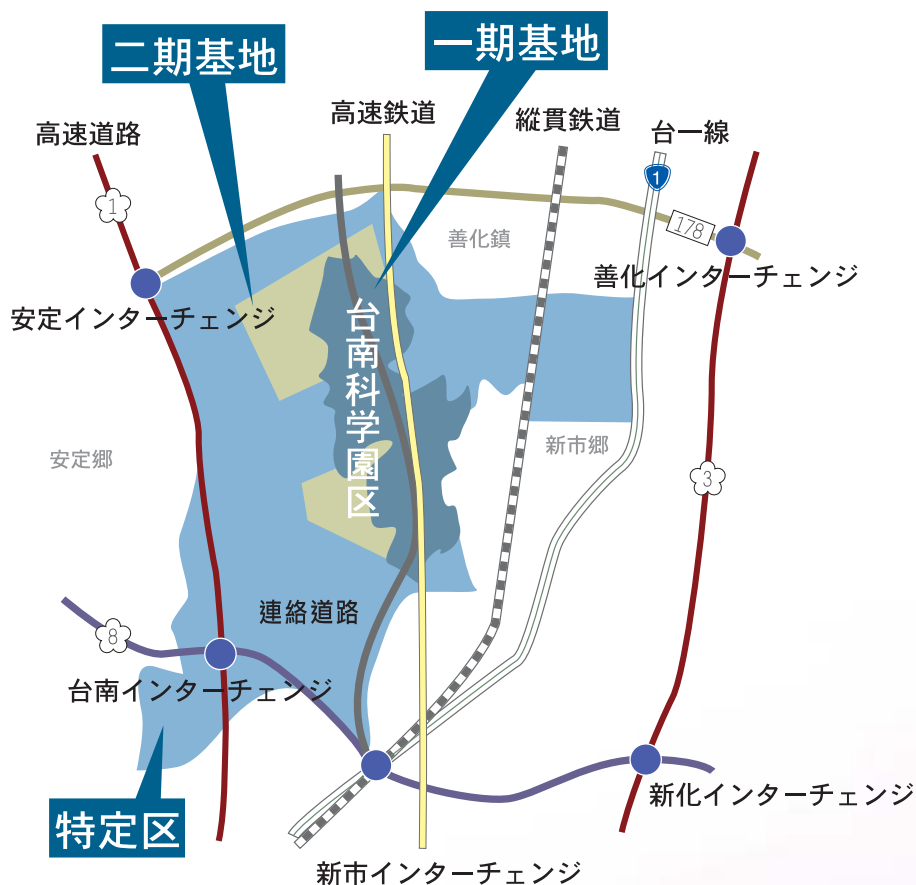 一期基地
二期基地
高速鉄道
縦貫鉄道
台一線
高速道路
1
1
178
善化鎮
善化インターチェンジ
安定インターチェンジ
台南科学園区
新市郷
安定郷
3
連絡道路
8
台南インターチェンジ
特定区
新化インターチェンジ
新市インターチェンジ